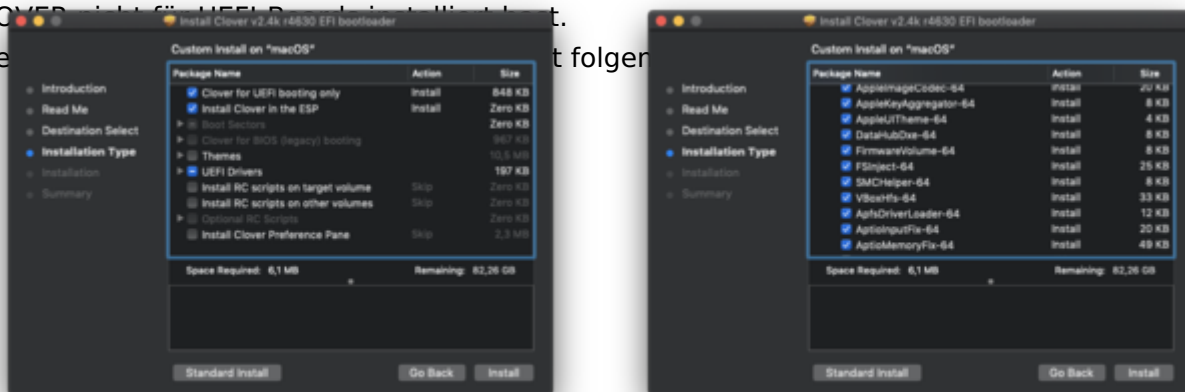 OVER nicht für UEFI-Boards installiert hast.
t folgen
Install Clover v2.4k r4630 EFI bootloader
Custom Install on "macOS"
Introduction
Read Me
Destination Select
Installation Type
Installation
Summary
Package Name Action Size
Clover for UEFI booting only Install 848 KB
Install Clover in the ESP Install Zero KB
Boot Sectors Zero KB
Clover for BIOS (legacy) booting 967 KB
Themes 10,5 MB
UEFI Drivers 197 KB
Install RC scripts on target volume Skip Zero KB
Install RC scripts on other volumes Skip Zero KB
Optional RC Scripts Zero KB
Install Clover Preference Pane Skip 2,3 MB
Space Required: 6,1 MB Remaining: 82,26 GB
Standard Install Go Back Install
Install Clover v2.4k r4630 EFI bootloader
Custom Install on "macOS"
Introduction
Read Me
Destination Select
Installation Type
Installation
Summary
Package Name Action Size
AppleImageCodec-64 Install 20 KB
AppleKeyAggregator-64 Install 8 KB
AppleUITheme-64 Install 4 KB
DataHubDxe-64 Install 8 KB
FirmwareVolume-64 Install 8 KB
FSInject-64 Install 25 KB
SMCHelper-64 Install 8 KB
VBoxHfs-64 Install 33 KB
ApfsDriverLoader-64 Install 12 KB
AptioInputFix-64 Install 20 KB
AptioMemoryFix-64 Install 49 KB
Space Required: 6,1 MB Remaining: 82,26 GB
Standard Install Go Back Install